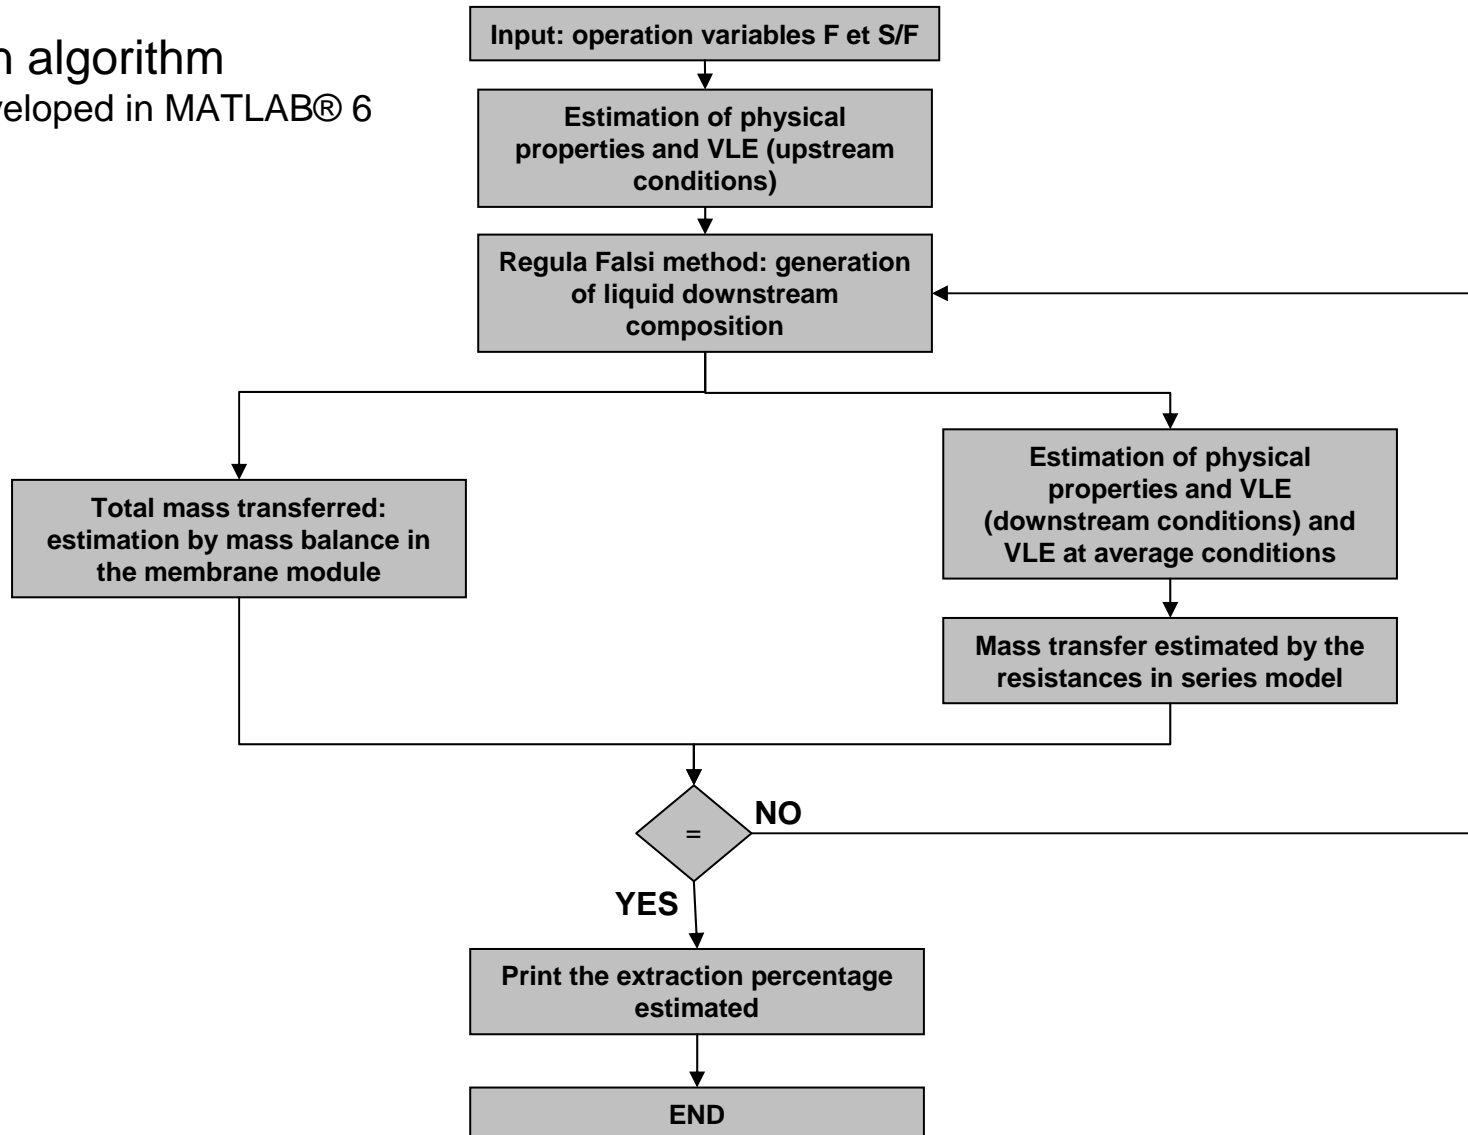 n algorithm
veloped in MATLAB® 6
Input: operation variables F et S/F
Estimation of physical
properties and VLE (upstream
conditions)
Regula Falsi method: generation
of liquid downstream
composition
Total mass transferred:
estimation by mass balance in
the membrane module
Estimation of physical
properties and VLE
(downstream conditions) and
VLE at average conditions
Mass transfer estimated by the
resistances in series model
=
NO
YES
Print the extraction percentage
estimated
END